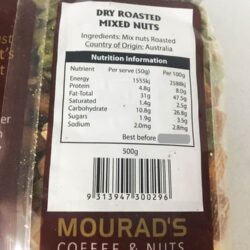 DRY ROASTED
MIXED NUTS
Ingredients: Mix nuts Roasted
Country of Origin: Australia
Nutrition Information
Nutrient Per serve (50g) Per 100g
Energy 1555kj 2588kj
Protein 4.8g 8.0g
Fat-Total 31g 47.5g
Saturated 1.4g 2.5g
Carbohydrate 10.8g 26.8g
Sugars 1.9g 3.5g
Sodium 2.0mg 2.8mg
Best before
500g
9 313947 300296
MOURAD'S
COFFEE & NUTS